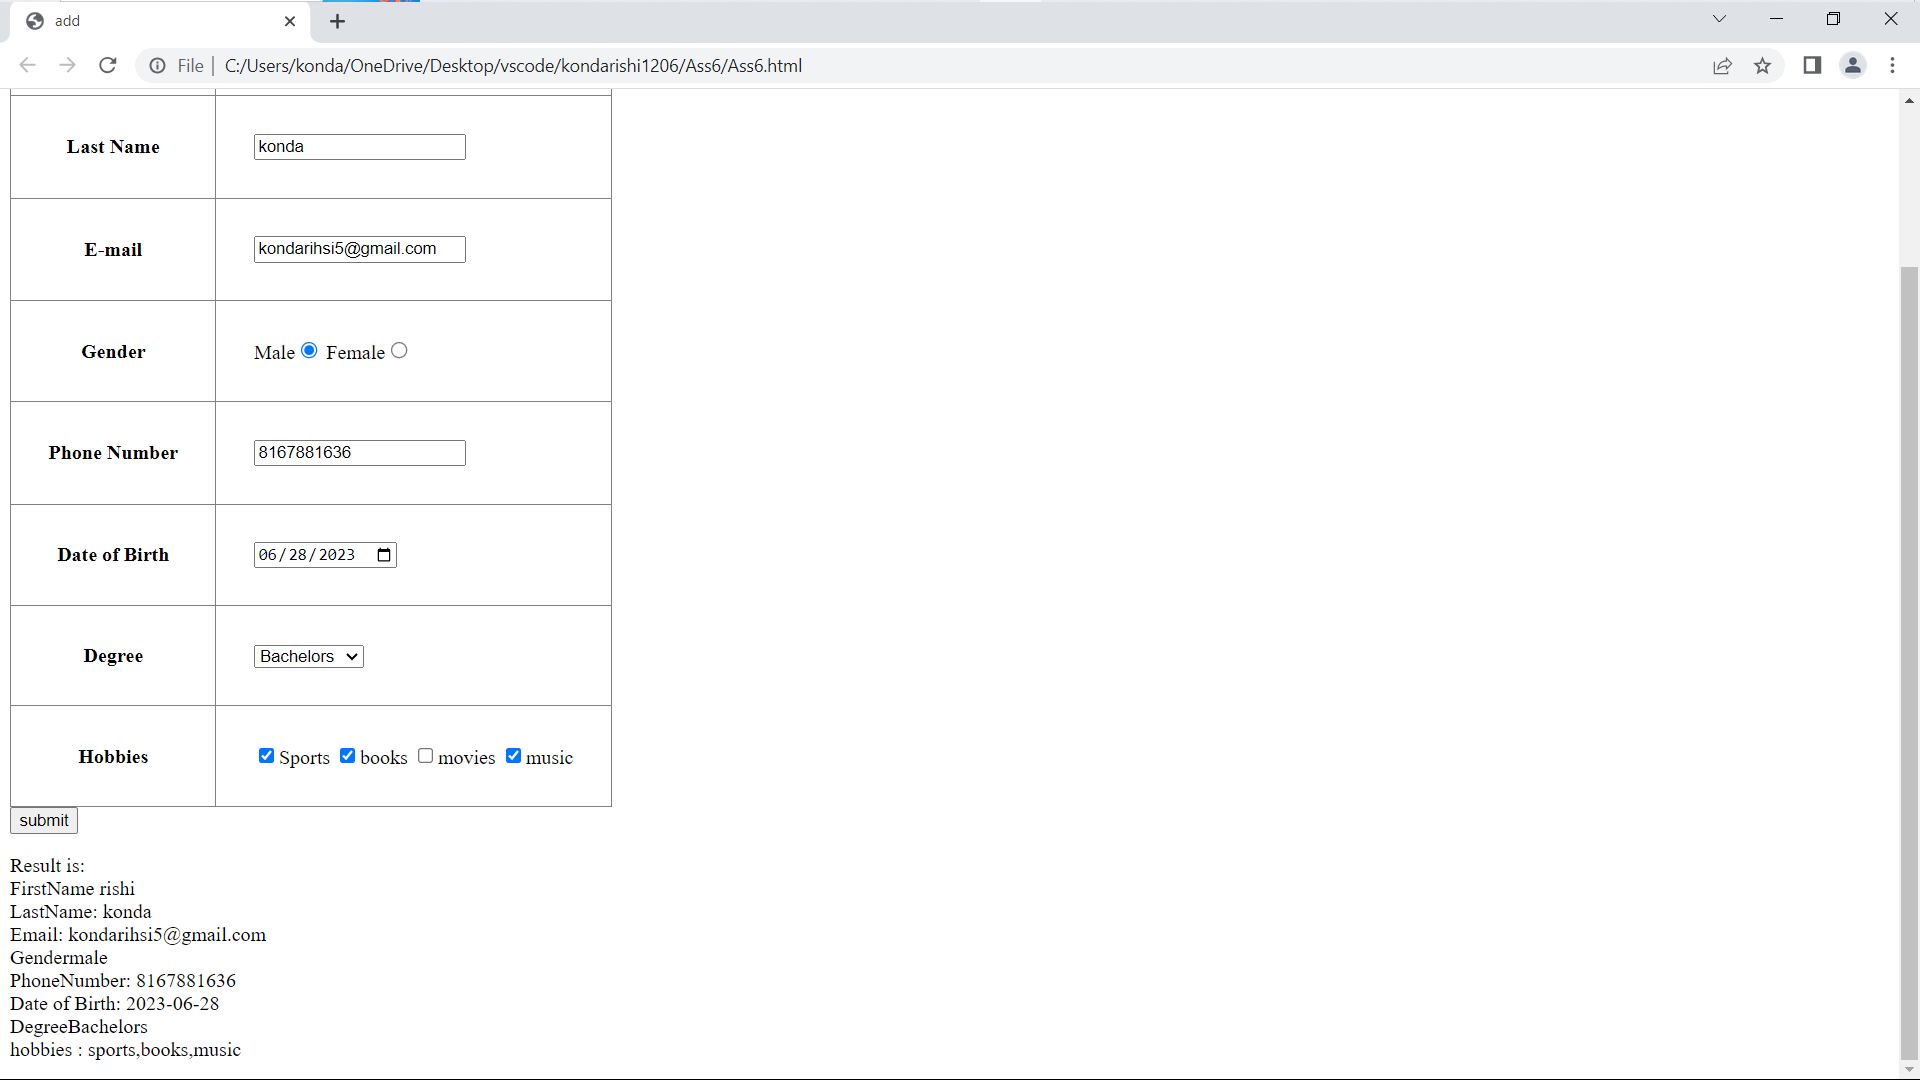 add
File C:/Users/konda/OneDrive/Desktop/vscode/kondarishi1206/Ass6/Ass6.html
Last Name konda
E-mail kondarihsi5@gmail.com
Gender Male Female
Phone Number 8167881636
Date of Birth 06/28/2023
Degree Bachelors
Hobbies Sports books movies music
submit
Result is:
FirstName rishi
LastName: konda
Email: kondarihsi5@gmail.com
Gendermale
PhoneNumber: 8167881636
Date of Birth: 2023-06-28
DegreeBachelors
hobbies : sports,books,music